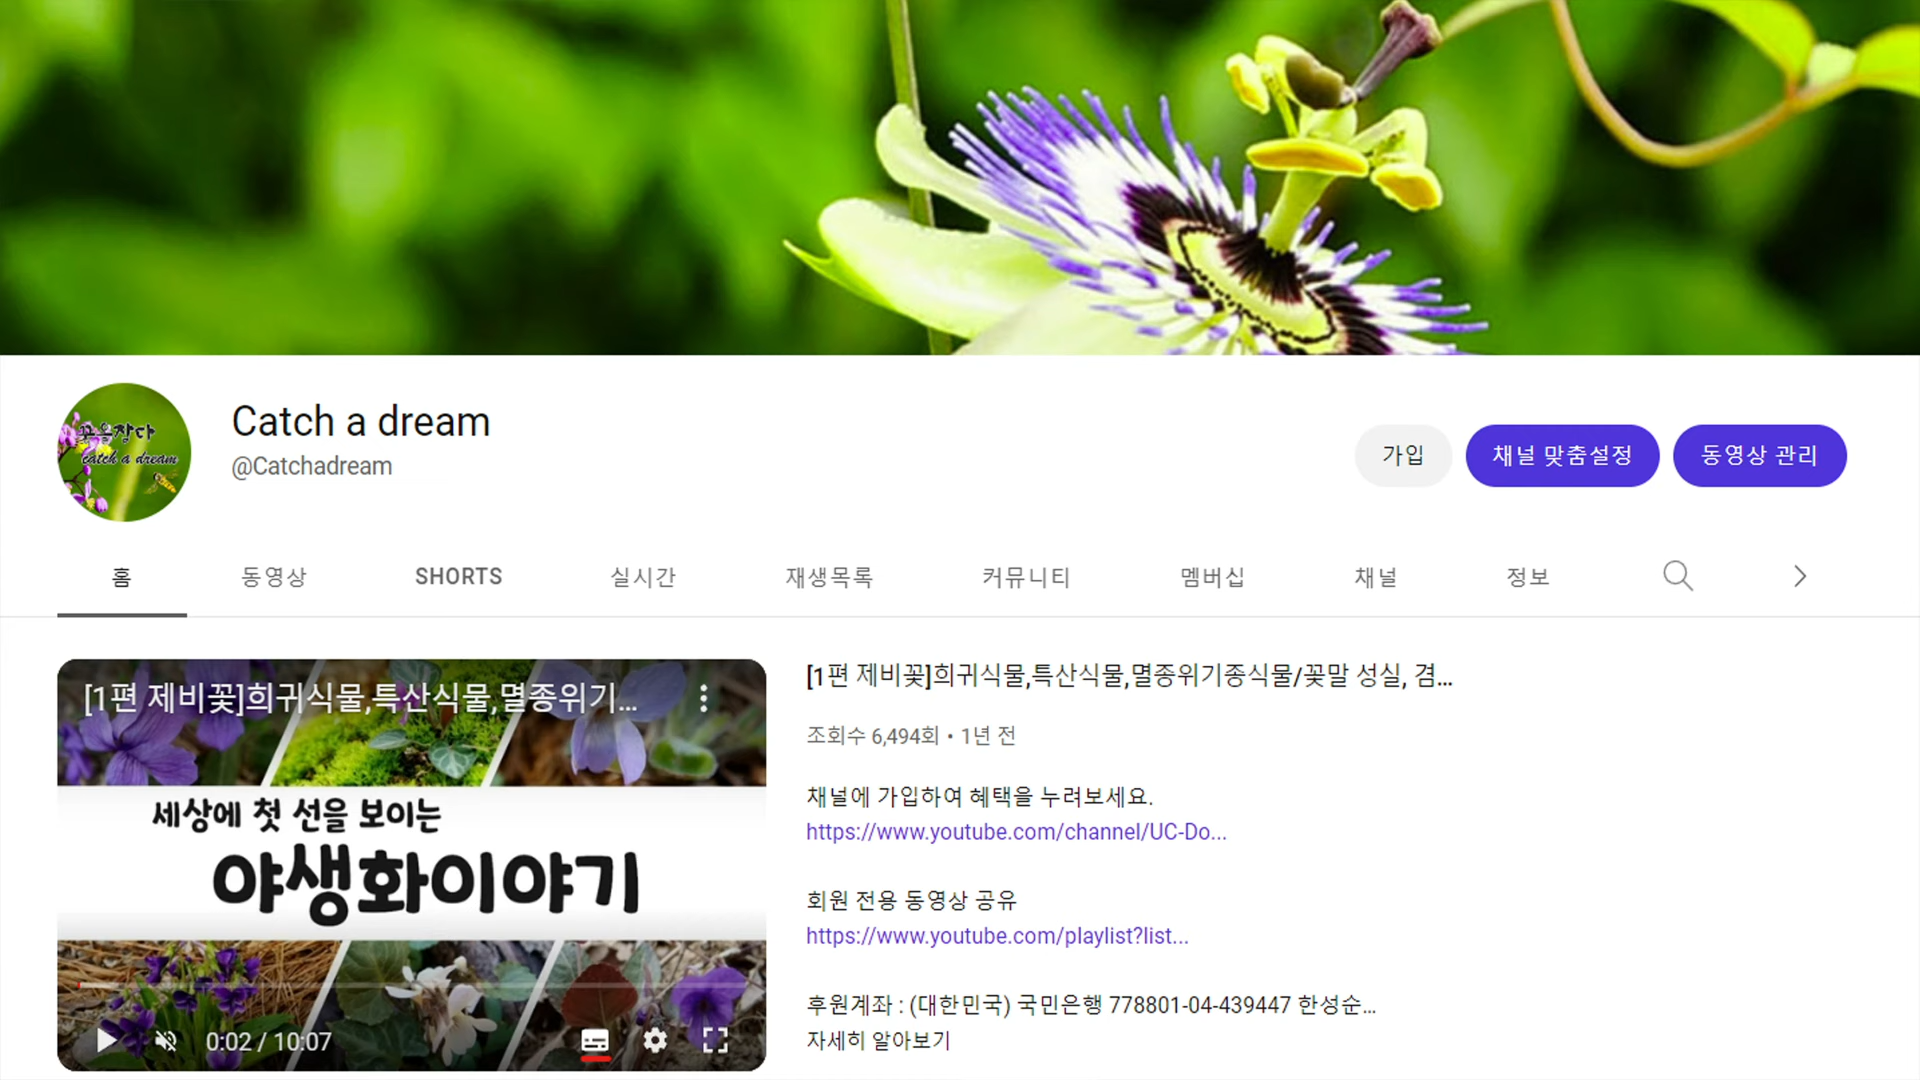 꽃을잡다
catch a dream
Catch a dream
@Catchadream
가입
채널 맞춤설정
동영상 관리
홈
동영상
SHORTS
실시간
재생목록
커뮤니티
멤버십
채널
정보
[1편 제비꽃]희귀식물,특산식물,멸종위기...
세상에 첫 선을 보이는
야생화이야기
0:02 / 10:07
[1편 제비꽃]희귀식물,특산식물,멸종위기종식물/꽃말 성실, 겸...
조회수 6,494회 • 1년 전
채널에 가입하여 혜택을 누려보세요.
https://www.youtube.com/channel/UC-Do...
회원 전용 동영상 공유
https://www.youtube.com/playlist?list...
후원계좌 : (대한민국) 국민은행 778801-04-439447 한성순...
자세히 알아보기